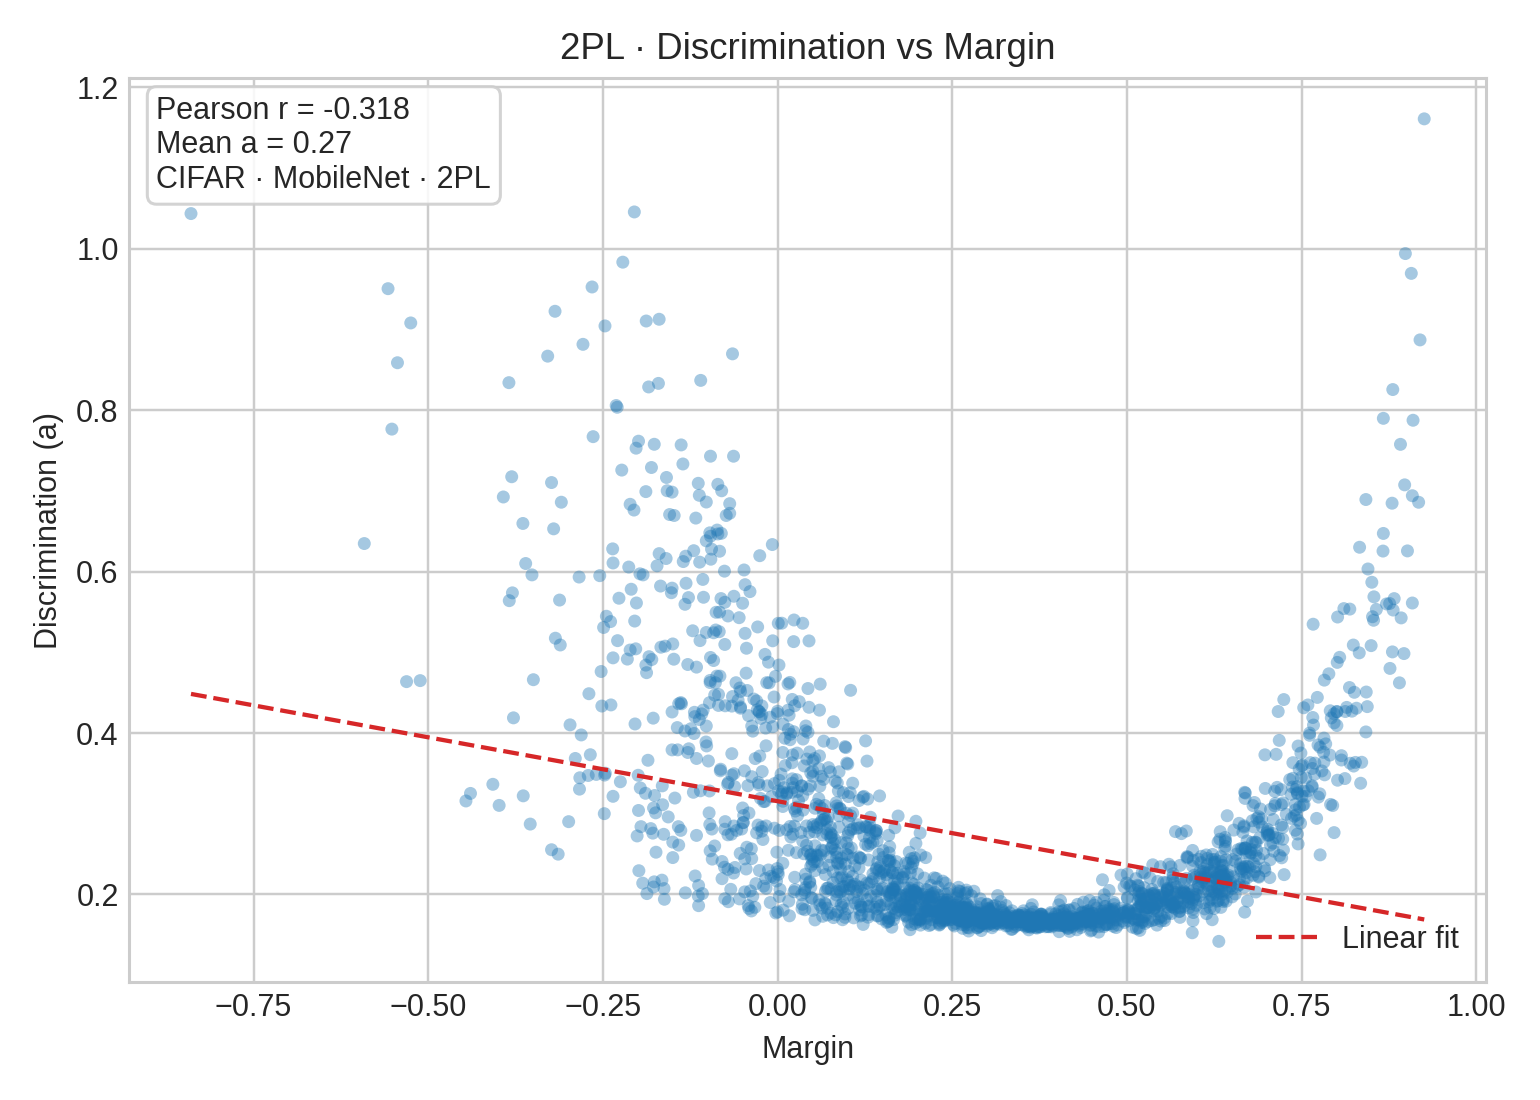 2PL · Discrimination vs Margin
Pearson r = -0.318
Mean a = 0.27
CIFAR · MobileNet · 2PL
Discrimination (a)
1.2
1.0
0.8
0.6
0.4
0.2
Linear fit
−0.75 −0.50 −0.25 0.00 0.25 0.50 0.75 1.00
Margin